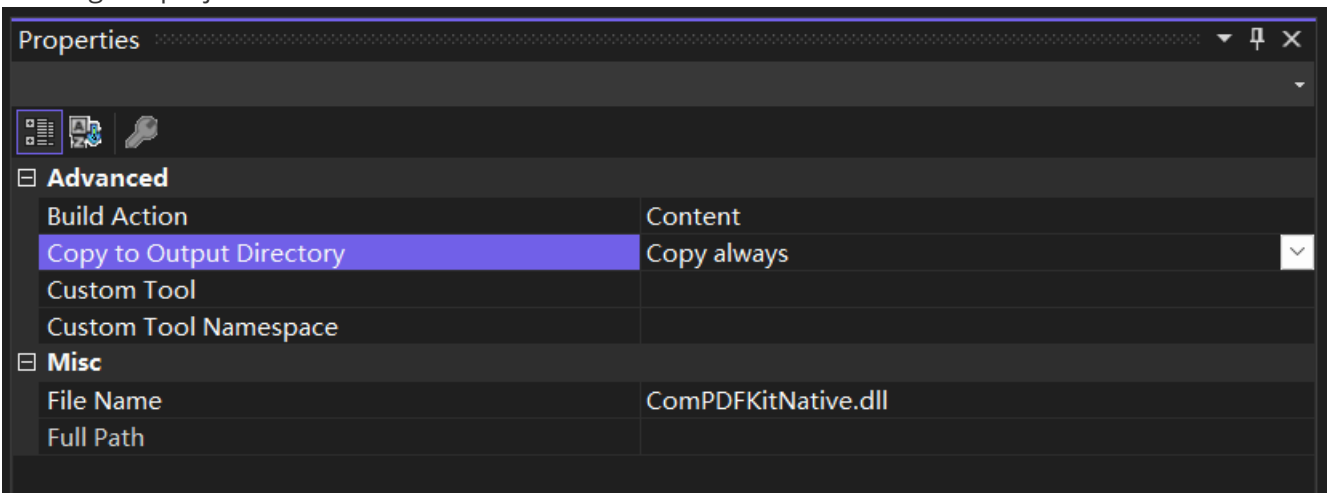 Properties
Advanced
Build Action Content
Copy to Output Directory Copy always
Custom Tool
Custom Tool Namespace
Misc
File Name ComPDFKitNative.dll
Full Path